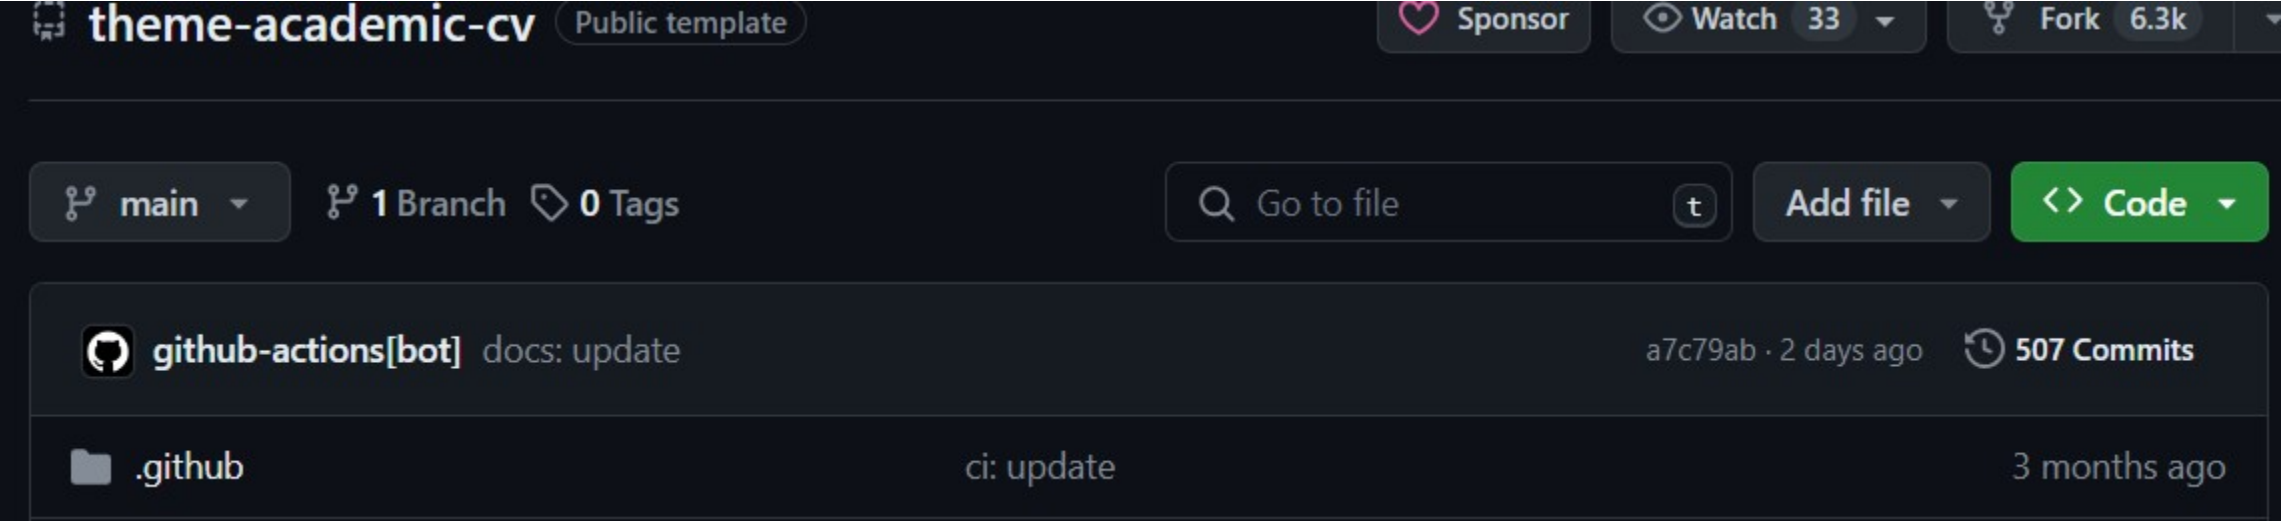 theme-academic-cv Public template Sponsor Watch 33 Fork 6.3k
main 1 Branch 0 Tags Go to file t Add file Code
github-actions[bot] docs: update a7c79ab · 2 days ago 507 Commits
.github ci: update 3 months ago